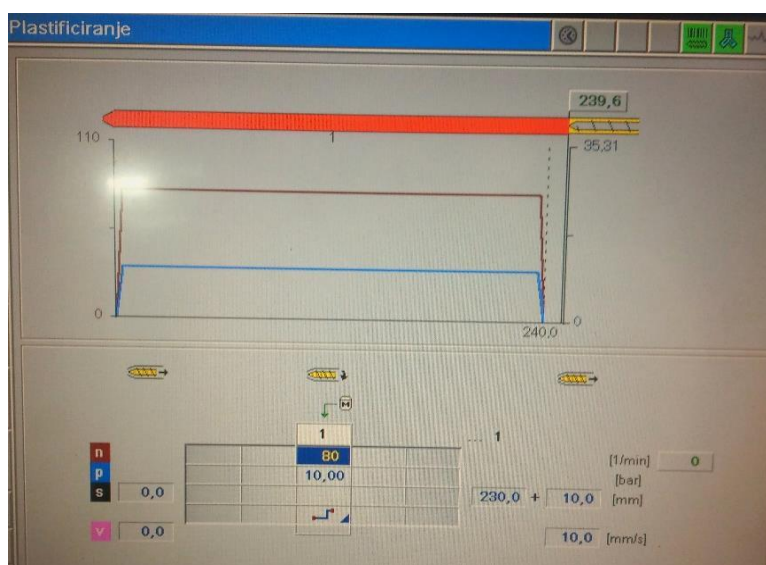 Plastificiranje
239,6
110
1
35,31
0
240,0
0
1
... 1
n
80
[1/min]
0
p
10,00
[bar]
s
0,0
230,0 + 10,0 [mm]
v
0,0
10,0 [mm/s]